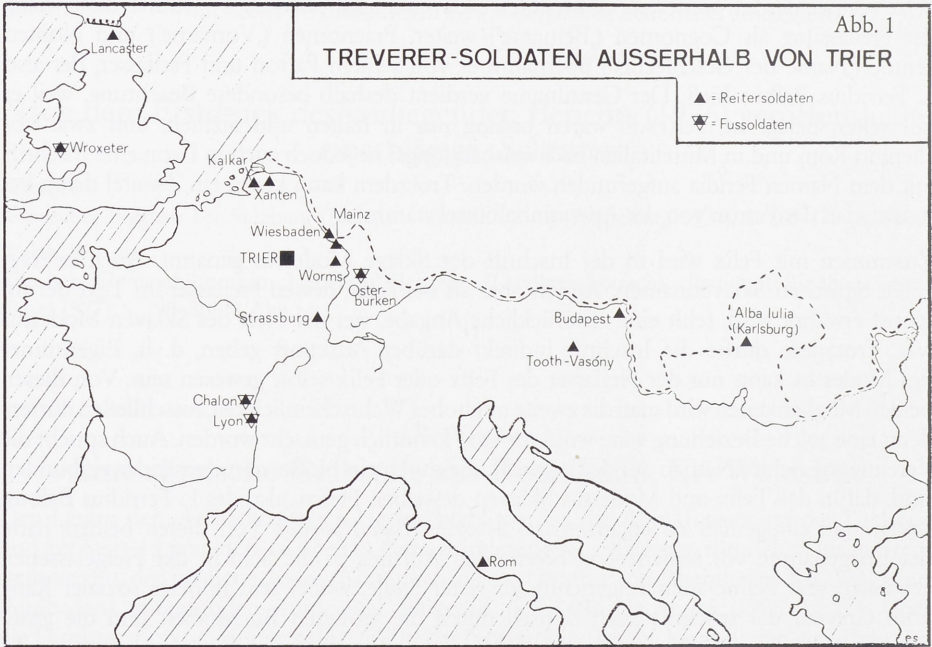 Abb. 1
TREVERER-SOLDATEN AUSSERHALB VON TRIER
= Reitersoldaten
= Fussoldaten
Lancaster
Wroxeter
Kalkar
Xanten
Mainz
Wiesbaden
TRIER
Worms
Oster-
burken
Strassburg
Budapest
Alba Iulia
(Karlsburg)
Tooth-Vasóny
Chalon
Lyon
Rom
PS